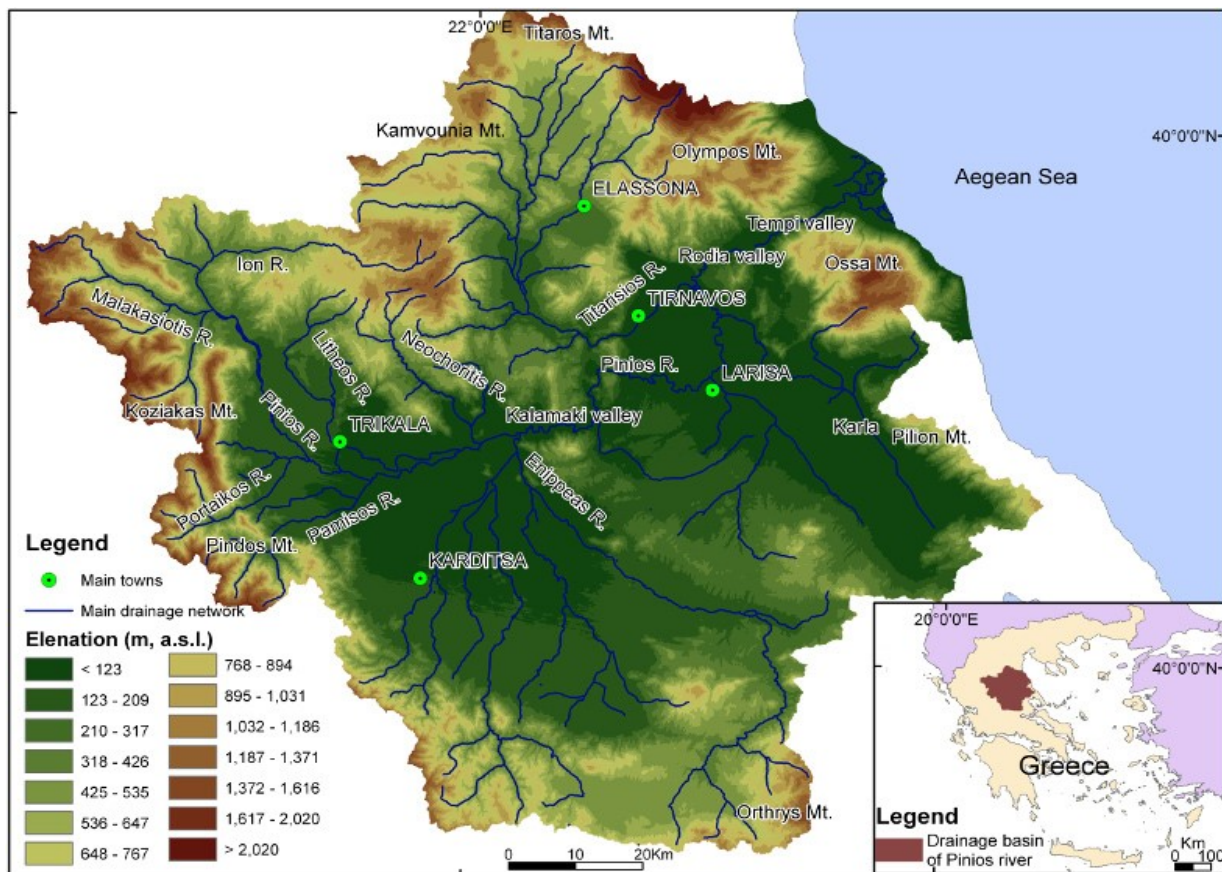 22°0'0"E
Titaros Mt.
Kamvounia Mt.
40°0'0"N
Olympos Mt.
Aegean Sea
ELASSONA
Tempi valley
Rodia valley
Ion R.
Ossa Mt.
Titarisios R.
Malakasiotis R.
TIRNAVOS
Litheos R.
Neochoritis R.
Pinios R.
LARISA
Koziakas Mt.
Pinios R.
Kalamaki valley
Karla
TRIKALA
Pilion Mt.
Enippeas R.
Portaikos R.
Pamisos R.
Pindos Mt.
KARDITSA
Orthrys Mt.
Legend
Main towns
Main drainage network
Elenation (m, a.s.l.)
< 123
123 - 209
210 - 317
318 - 426
425 - 535
536 - 647
648 - 767
768 - 894
895 - 1,031
1,032 - 1,186
1,187 - 1,371
1,372 - 1,616
1,617 - 2,020
> 2,020
0 10 20Km
20°0'0"E
40°0'0"N
Greece
Legend
Drainage basin
of Pinios river
Km
0 100